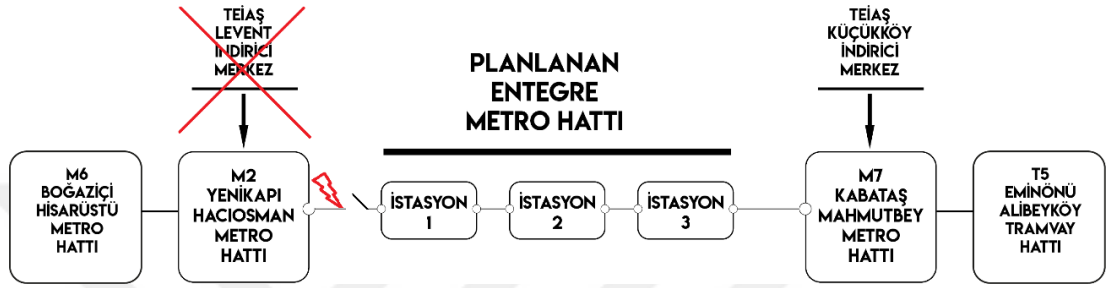 TEİAŞ
LEVENT
İNDİRİCİ
MERKEZ
PLANLANAN
ENTEGRE
METRO HATTI
TEİAŞ
KÜÇÜKKÖY
İNDİRİCİ
MERKEZ
M6
BOĞAZİÇİ
HİSARÜSTÜ
METRO
HATTI
M2
YENİKAPI
HACIOSMAN
METRO
HATTI
İSTASYON
1
İSTASYON
2
İSTASYON
3
M7
KABATAŞ
MAHMUTBEY
METRO
HATTI
T5
EMİNÖNÜ
ALİBEYKÖY
TRAMVAY
HATTI